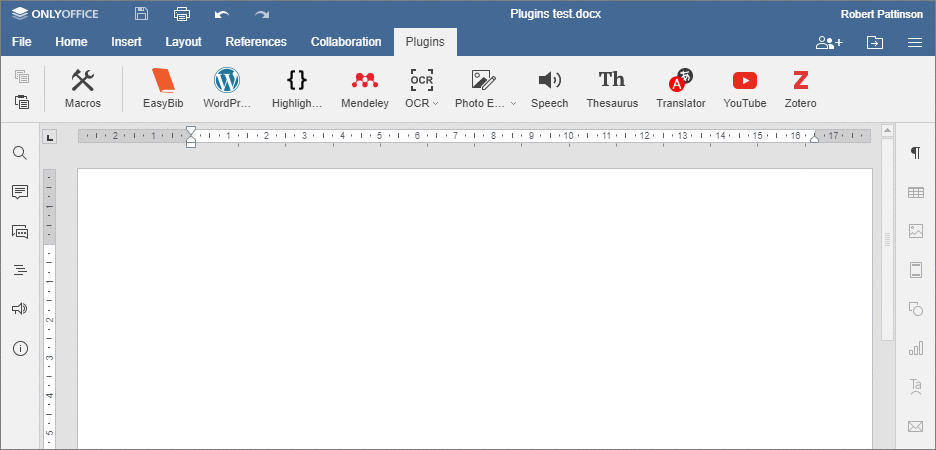 ONLYOFFICE Plugins test.docx Robert Pattinson
File Home Insert Layout References Collaboration Plugins
Macros EasyBib WordPr... Highligh... Mendeley OCR OCR Photo E... Speech Th Thesaurus A あ Translator YouTube Z Zotero
2 1 1 2 3 4 5 6 7 8 9 10 11 12 13 14 15 16 17
1
1
2
3
4
5
Ta